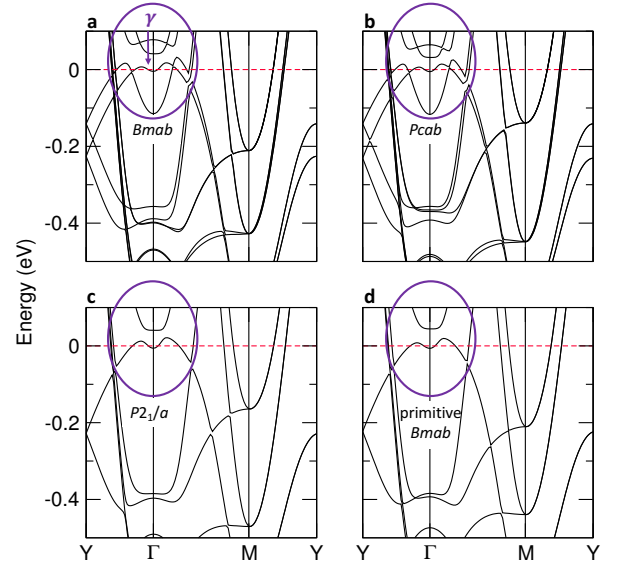 a
γ
Bmab
b
Pcab
0
-0.2
-0.4
Energy (eV)
c
P2₁/a
d
primitive
Bmab
0
-0.2
-0.4
Y Γ M Y
Y Γ M Y